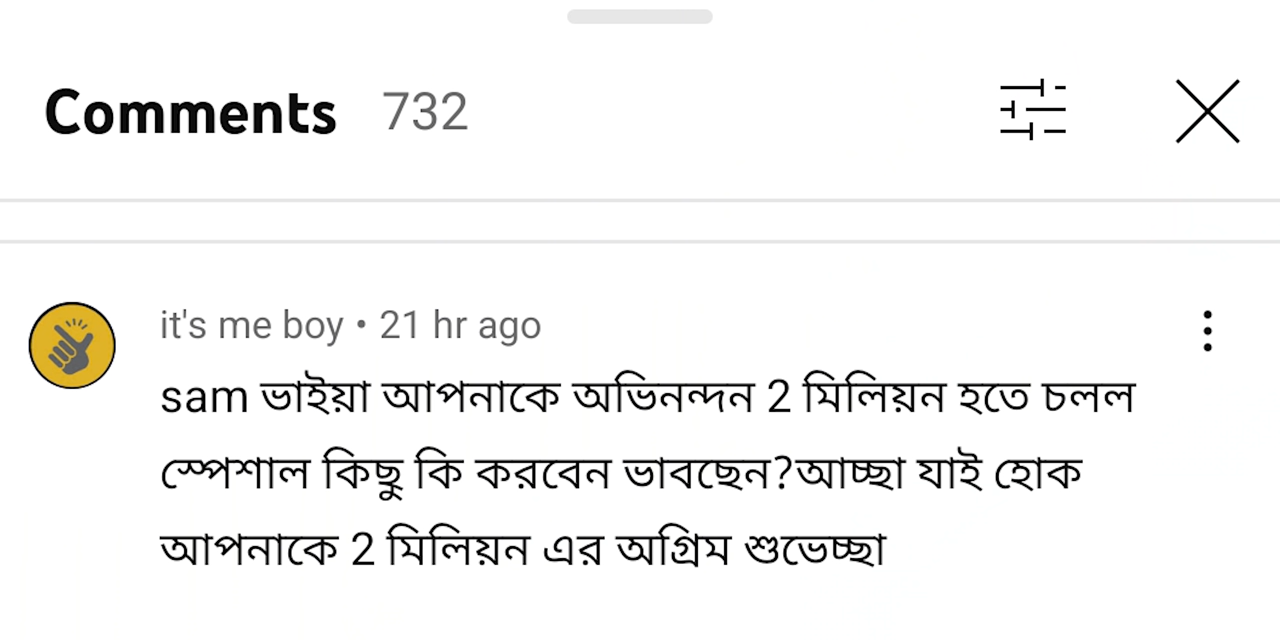 Comments 732
it's me boy • 21 hr ago
sam ভাইয়া আপনাকে অভিনন্দন 2 মিলিয়ন হতে চলল
স্পেশাল কিছু কি করবেন ভাবছেন?আচ্ছা যাই হোক
আপনাকে 2 মিলিয়ন এর অগ্রিম শুভেচ্ছা